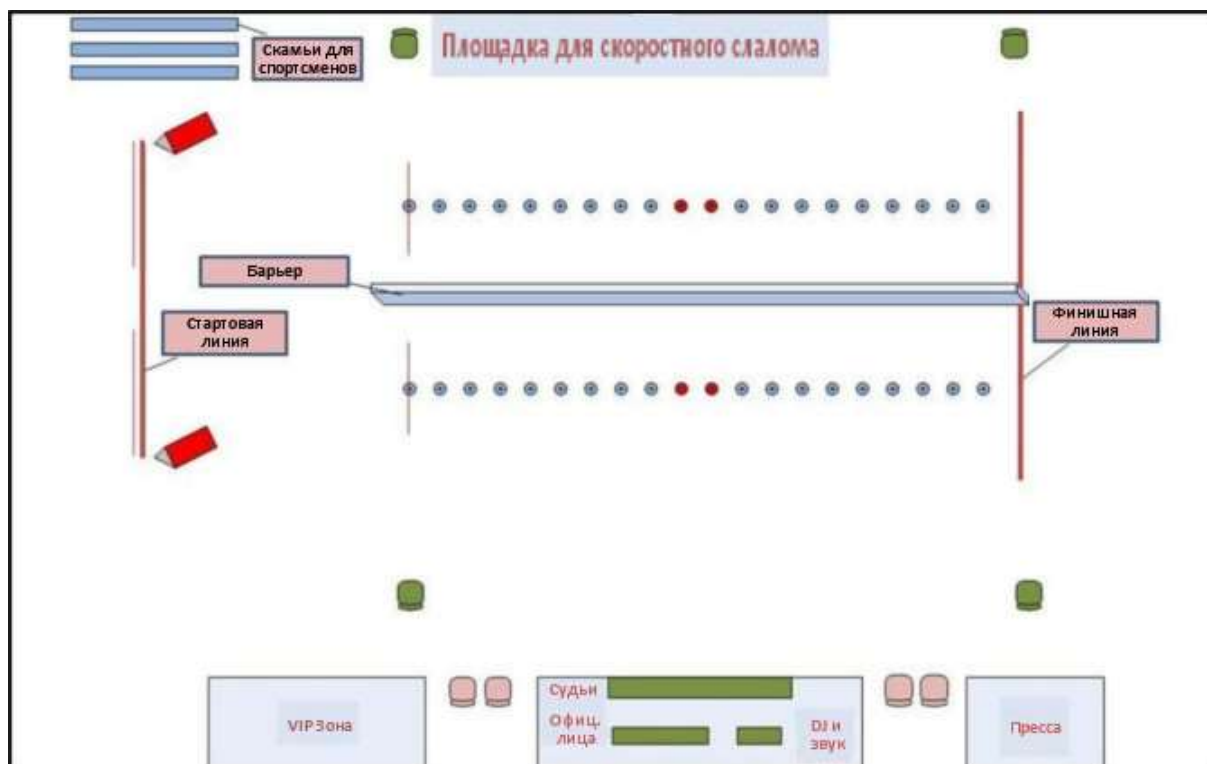 Площадка для скоростного слалома
Скамьи для
спортсменов
Барьер
Стартовая
линия
Финишная
линия
VIP Зона
Судьи
Офиц.
лица
DJ и
звук
Пресса